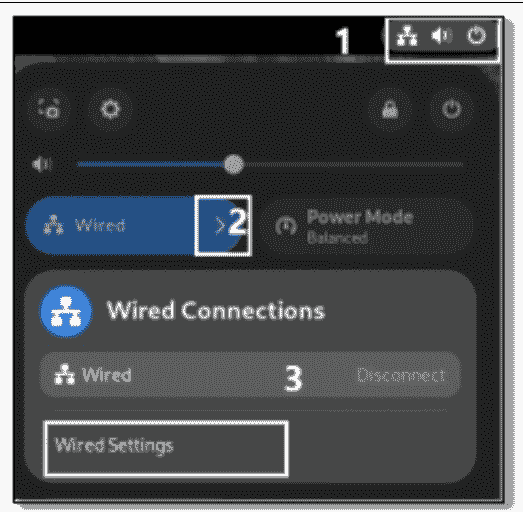 1
Wired
2
Power Mode
Balanced
Wired Connections
Wired
3
Disconnect
Wired Settings